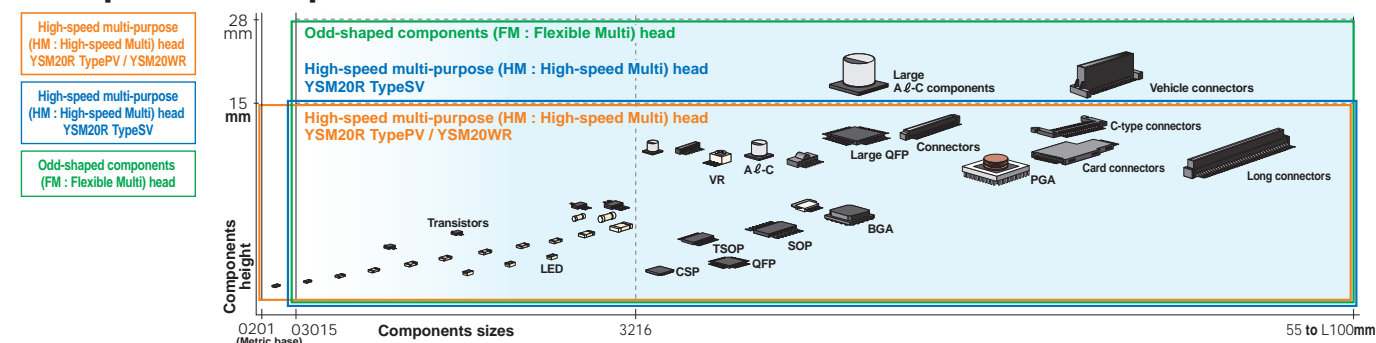 High-speed multi-purpose
(HM : High-speed Multi) head
YSM20R TypePV / YSM20WR
High-speed multi-purpose
(HM : High-speed Multi) head
YSM20R TypeSV
Odd-shaped components
(FM : Flexible Multi) head
28
mm
15
mm
Components
height
Odd-shaped components (FM : Flexible Multi) head
High-speed multi-purpose (HM : High-speed Multi) head
YSM20R TypeSV
High-speed multi-purpose (HM : High-speed Multi) head
YSM20R TypePV / YSM20WR
Large
Aℓ-C components
Vehicle connectors
C-type connectors
Connectors
Large QFP
Card connectors
Long connectors
PGA
VR
Aℓ-C
Transistors
LED
BGA
SOP
TSOP
QFP
CSP
0201
(Metric base)
03015
Components sizes
3216
55 to L100mm